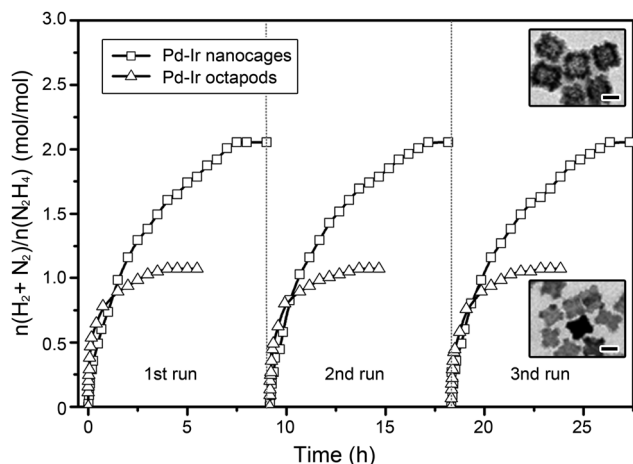 n(H₂+ N₂)/n(N₂H₄) (mol/mol)
3.0
2.5
2.0
1.5
1.0
0.5
0
Pd-Ir nanocages
Pd-Ir octapods
1st run 2nd run 3nd run
0 5 10 15 20 25
Time (h)